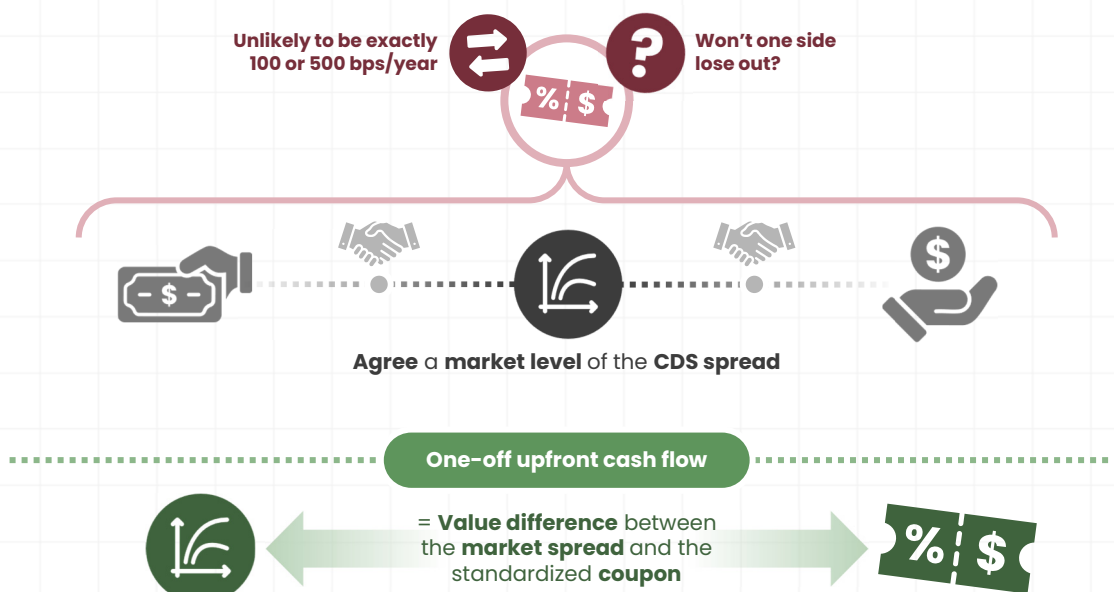 Unlikely to be exactly
100 or 500 bps/year
Won't one side
lose out?
% $
$
$
Agree a market level of the CDS spread
One-off upfront cash flow
= Value difference between
the market spread and the
standardized coupon
% $